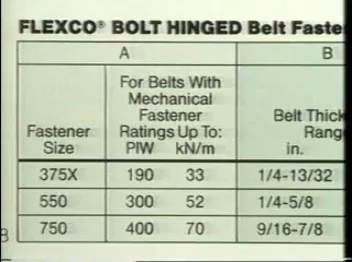 FLEXCO® BOLT HINGED Belt Faste
A B
For Belts With
Mechanical
Fastener Belt Thick
Fastener Ratings Up To: Rang
Size PIW kN/m in.
375X 190 33 1/4-13/32
550 300 52 1/4-5/8
750 400 70 9/16-7/8
8